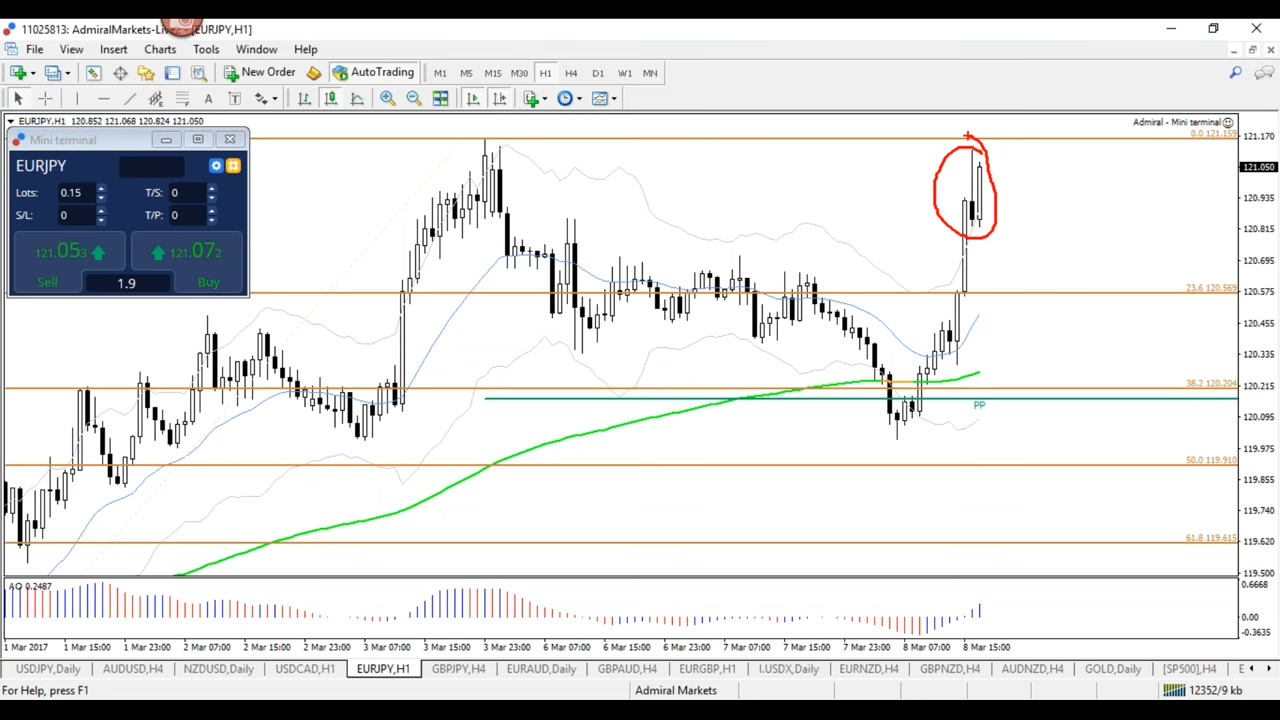 11025813: AdmiralMarkets-Li [EURJPY,H1]
File View Insert Charts Tools Window Help
New Order AutoTrading M1 M5 M15 M30 H1 H4 D1 W1 MN
A T
EURJPY,H1 120.852 121.068 120.824 121.050
Admiral - Mini terminal
Mini terminal
EURJPY
Lots: 0.15 T/S: 0
S/L: 0 T/P: 0
121.053 121.072
Sell 1.9 Buy
0.0 121.159
23.6 120.569
38.2 120.204
PP
50.0 119.910
61.8 119.615
121.170
121.050
120.935
120.815
120.695
120.575
120.455
120.335
120.215
120.095
119.975
119.855
119.740
119.620
119.500
AO 0.2487
0.6668
0.00
-0.3635
1 Mar 2017 1 Mar 15:00 1 Mar 23:00 2 Mar 07:00 2 Mar 15:00 2 Mar 23:00 3 Mar 07:00 3 Mar 15:00 3 Mar 23:00 6 Mar 07:00 6 Mar 15:00 6 Mar 23:00 7 Mar 07:00 7 Mar 15:00 7 Mar 23:00 8 Mar 07:00 8 Mar 15:00
USDJPY,Daily AUDUSD,H4 NZDUSD,Daily USDCAD,H1 EURJPY,H1 GBPJPY,H4 EURAUD,Daily GBPAUD,H4 EURGBP,H1 I.USDX,Daily EURNZD,H4 GBPNZD,H4 AUDNZD,H4 GOLD,Daily [SP500],H4 E
For Help, press F1 Admiral Markets 12352/9 kb